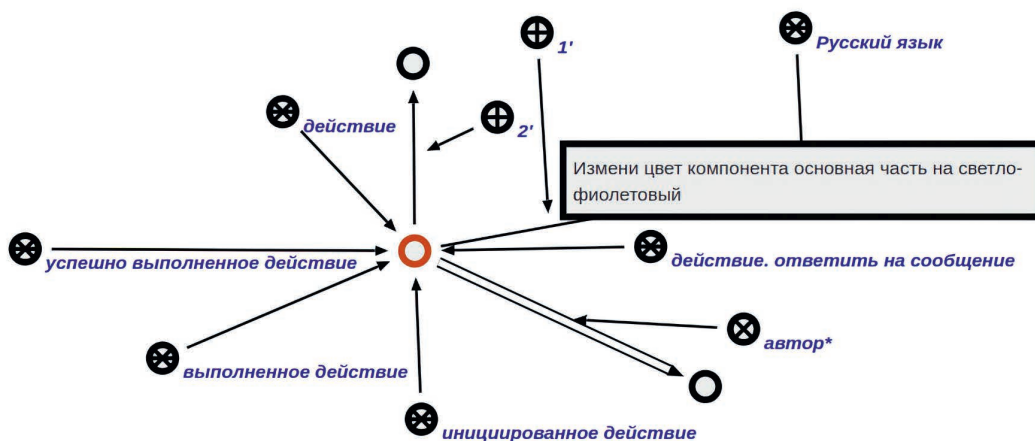 Русский язык
1'
действие
2'
Измени цвет компонента основная часть на светло-
фиолетовый
успешно выполненное действие
действие. ответить на сообщение
автор*
выполненное действие
инициированное действие